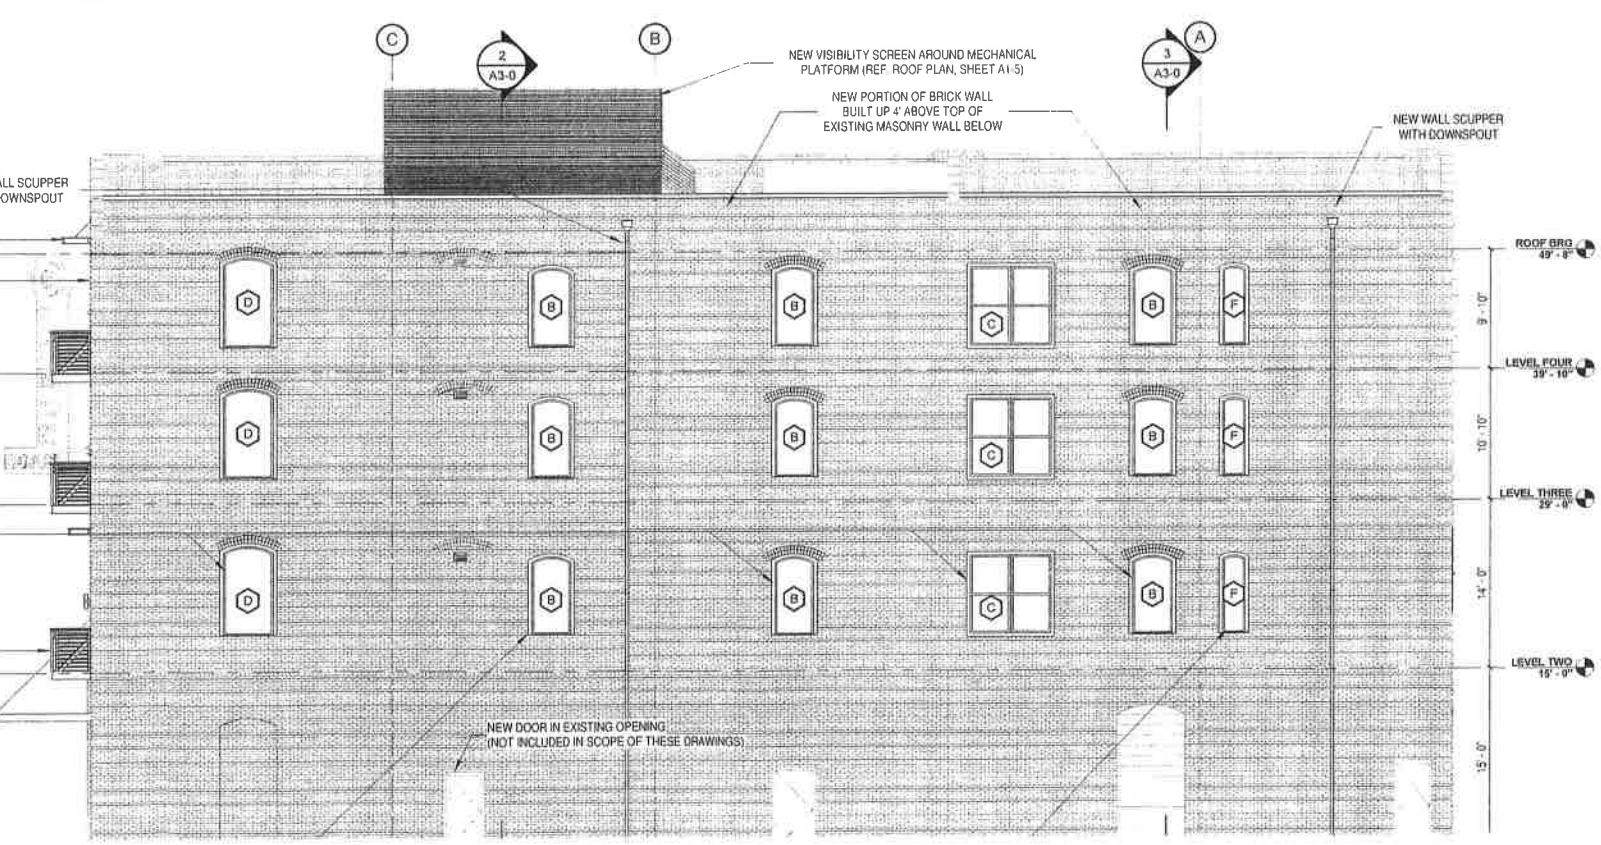 C
B
A
2
A3-0
3
A3-0
NEW VISIBILITY SCREEN AROUND MECHANICAL
PLATFORM (REF. ROOF PLAN, SHEET A1-5)
NEW PORTION OF BRICK WALL
BUILT UP 4' ABOVE TOP OF
EXISTING MASONRY WALL BELOW
NEW WALL SCUPPER
WITH DOWNSPOUT
ALL SCUPPER
OWNSPOUT
ROOF BRG
49' - 8"
D
B
B
C
B
F
9' - 10"
LEVEL FOUR
39' - 10"
D
B
B
C
B
F
10' - 10"
LEVEL THREE
29' - 0"
D
B
B
C
B
F
14' - 0"
LEVEL TWO
15' - 0"
NEW DOOR IN EXISTING OPENING
(NOT INCLUDED IN SCOPE OF THESE DRAWINGS)
15' - 0"